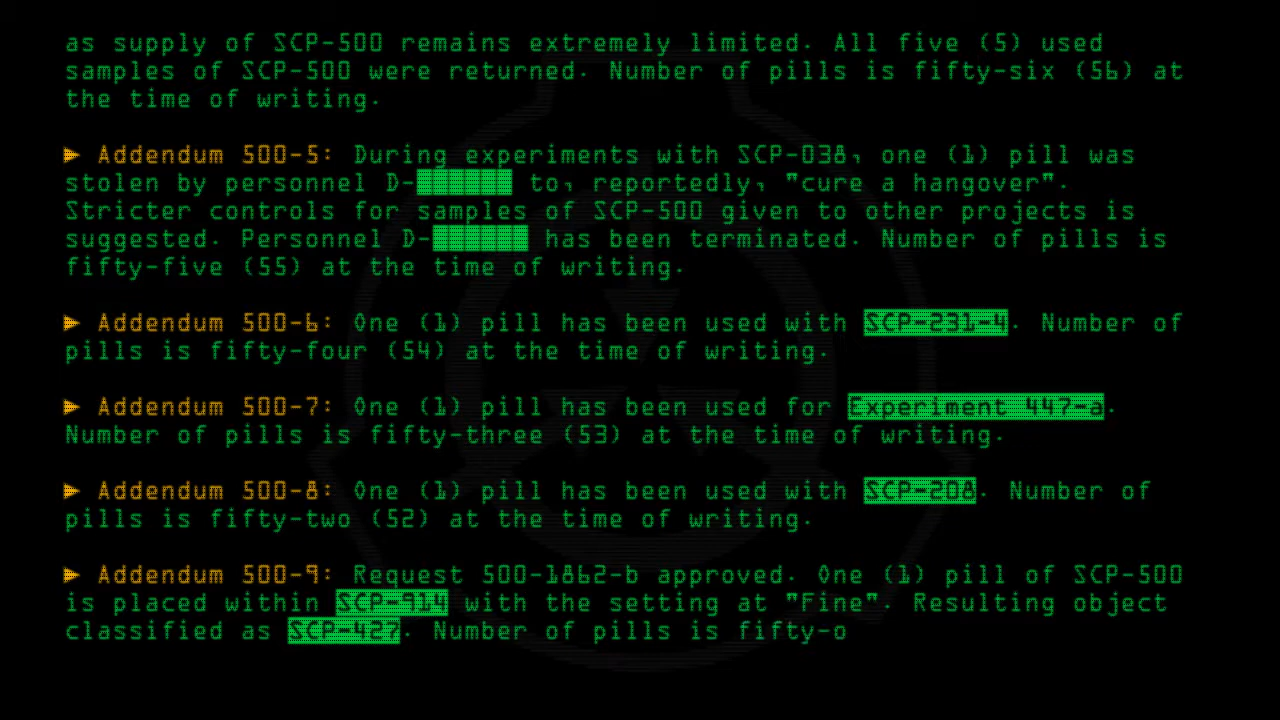 as supply of SCP-500 remains extremely limited. All five (5) used
samples of SCP-500 were returned. Number of pills is fifty-six (56) at
the time of writing.
► Addendum 500-5: During experiments with SCP-038, one (1) pill was
stolen by personnel D-██████ to, reportedly, "cure a hangover".
Stricter controls for samples of SCP-500 given to other projects is
suggested. Personnel D-██████ has been terminated. Number of pills is
fifty-five (55) at the time of writing.
► Addendum 500-6: One (1) pill has been used with SCP-231-4. Number of
pills is fifty-four (54) at the time of writing.
► Addendum 500-7: One (1) pill has been used for Experiment 447-a.
Number of pills is fifty-three (53) at the time of writing.
► Addendum 500-8: One (1) pill has been used with SCP-208. Number of
pills is fifty-two (52) at the time of writing.
► Addendum 500-9: Request 500-1862-b approved. One (1) pill of SCP-500
is placed within SCP-914 with the setting at "Fine". Resulting object
classified as SCP-427. Number of pills is fifty-o